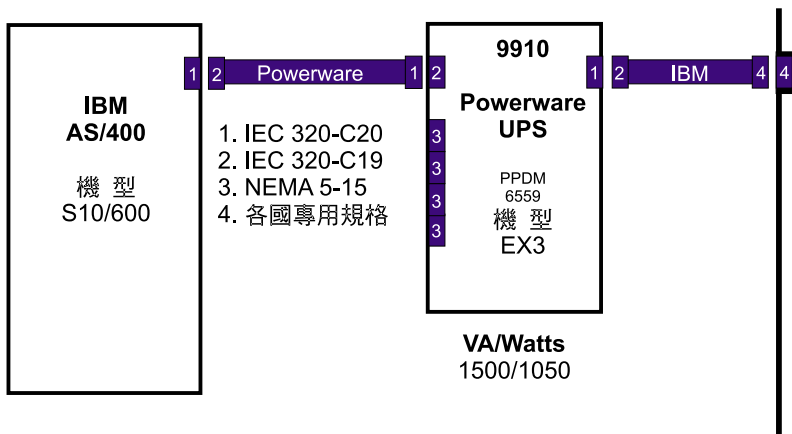 1 2 Powerware 1 2
1 2 IBM 4 4
IBM
AS/400
機 型
S10/600
1. IEC 320-C20
2. IEC 320-C19
3. NEMA 5-15
4. 各國專用規格
9910
Powerware
UPS
3
3
3
3
PPDM
6559
機 型
EX3
VA/Watts
1500/1050